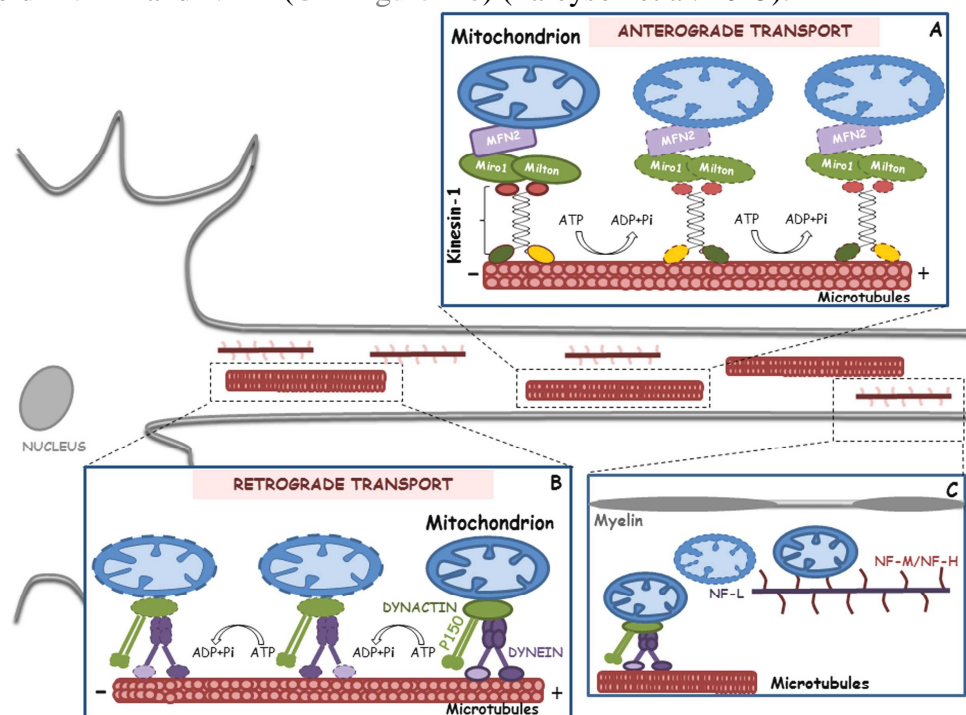 ANTEROGRADE TRANSPORT
A
Mitochondrion
MFN2
MFN2
MFN2
Miro1 Milton
Miro1 Milton
Miro1 Milton
Kinesin-1
ATP ADP+Pi
ATP ADP+Pi
- +
Microtubules
NUCLEUS
RETROGRADE TRANSPORT
B
Mitochondrion
DYNACTIN
P150
DYNEIN
ADP+Pi ATP
ADP+Pi ATP
- +
Microtubules
C
Myelin
NF-M/NF-H
NF-L
Microtubules